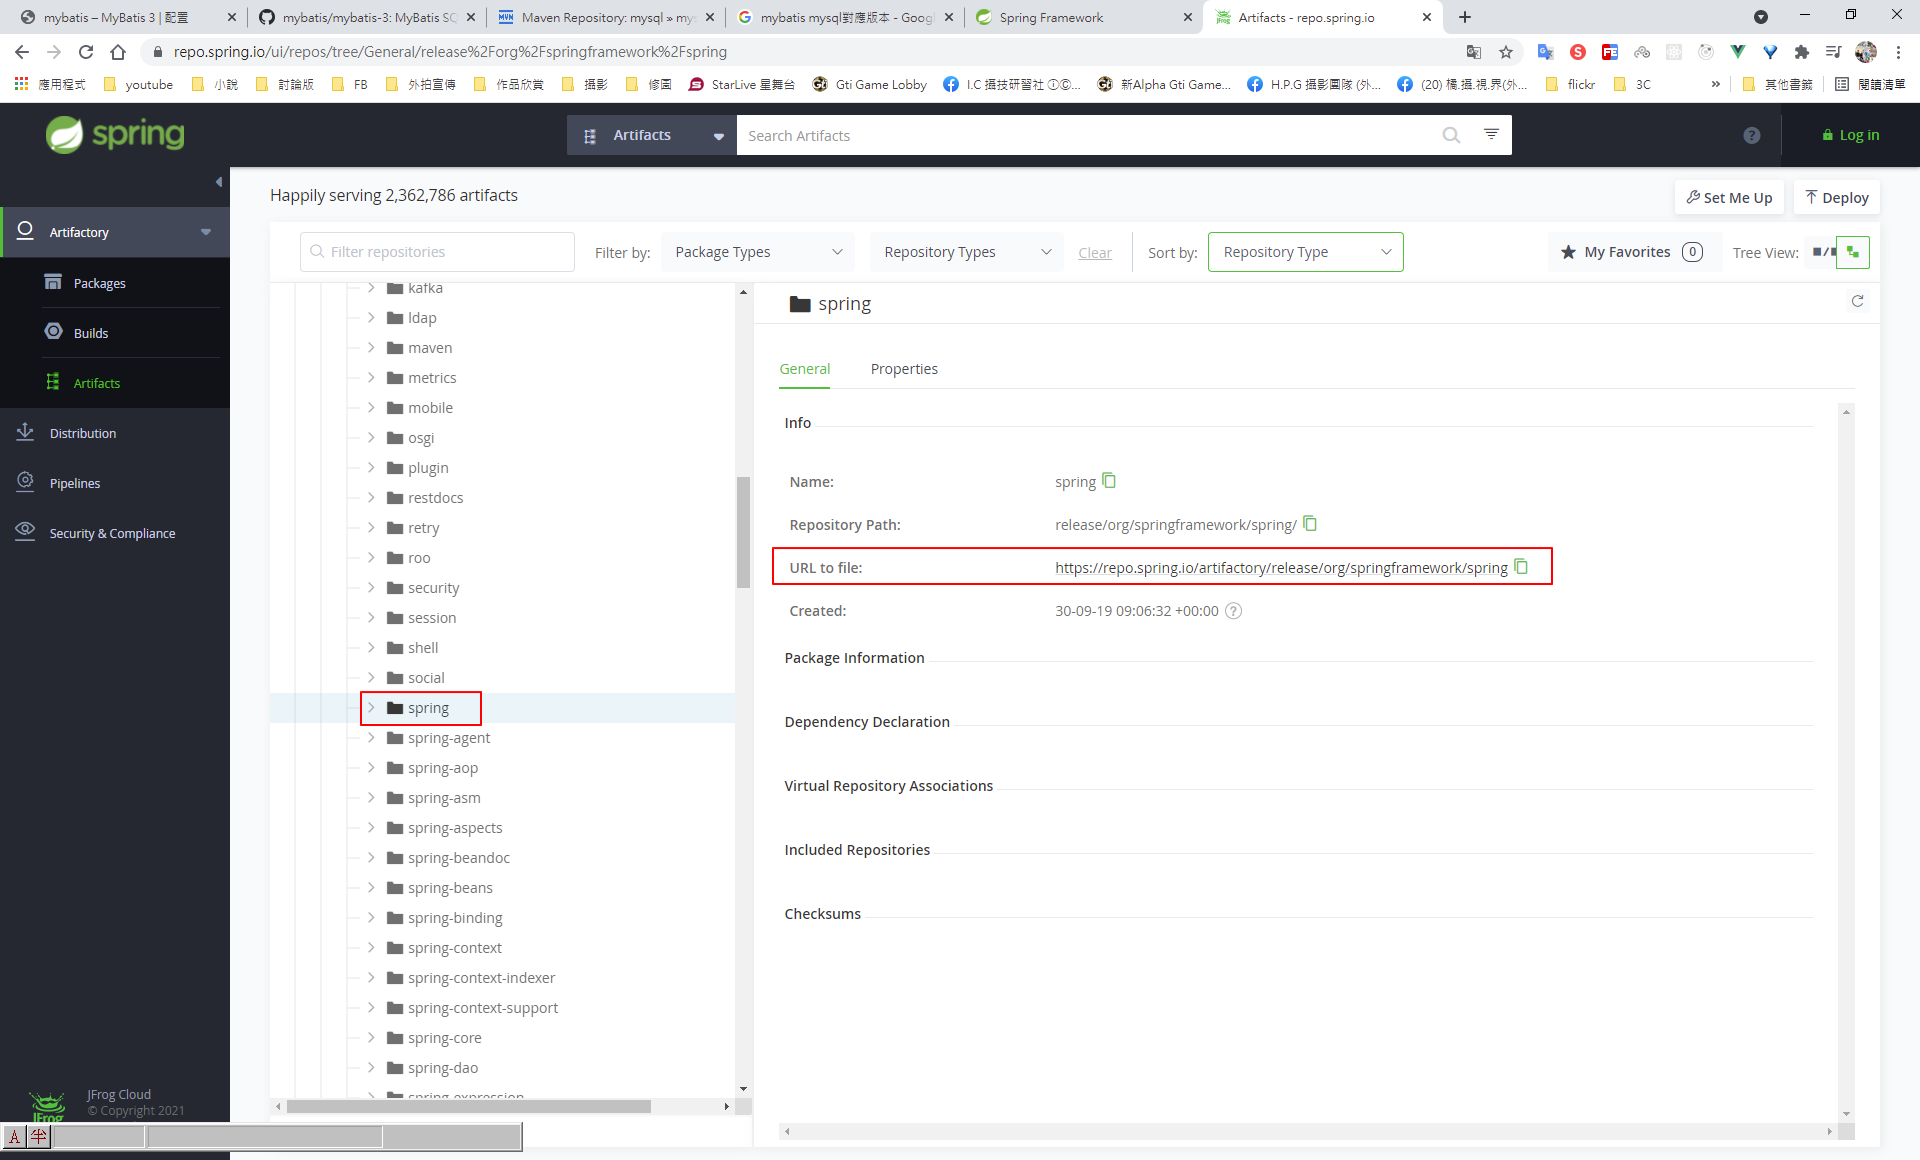 mybatis – MyBatis 3 | 配置
mybatis/mybatis-3: MyBatis SQ
Maven Repository: mysql » mys
mybatis mysql對應版本 - Goog
Spring Framework
Artifacts - repo.spring.io
repo.spring.io/ui/repos/tree/General/release%2Forg%2Fspringframework%2Fspring
應用程式
youtube
小說
討論版
FB
外拍宣傳
作品欣賞
攝影
修圖
StarLive 星舞台
Gti Game Lobby
I.C 攝技研習社 ①©...
新Alpha Gti Game...
H.P.G 攝影團隊 (外...
(20) 橘.攝.視.界(外...
flickr
3C
»
其他書籤
閱讀清單
spring
Artifacts
Search Artifacts
Log in
Happily serving 2,362,786 artifacts
Set Me Up
Deploy
Artifactory
Packages
Builds
Artifacts
Distribution
Pipelines
Security & Compliance
JFrog Cloud
© Copyright 2021
JFrog
A 半
Filter repositories
Filter by:
Package Types
Repository Types
Clear
Sort by:
Repository Type
My Favorites 0
Tree View:
kafka
ldap
maven
metrics
mobile
osgi
plugin
restdocs
retry
roo
security
session
shell
social
spring
spring-agent
spring-aop
spring-asm
spring-aspects
spring-beandoc
spring-beans
spring-binding
spring-context
spring-context-indexer
spring-context-support
spring-core
spring-dao
spring-expression
spring
General
Properties
Info
Name: spring
Repository Path: release/org/springframework/spring/
URL to file: https://repo.spring.io/artifactory/release/org/springframework/spring
Created: 30-09-19 09:06:32 +00:00
Package Information
Dependency Declaration
Virtual Repository Associations
Included Repositories
Checksums